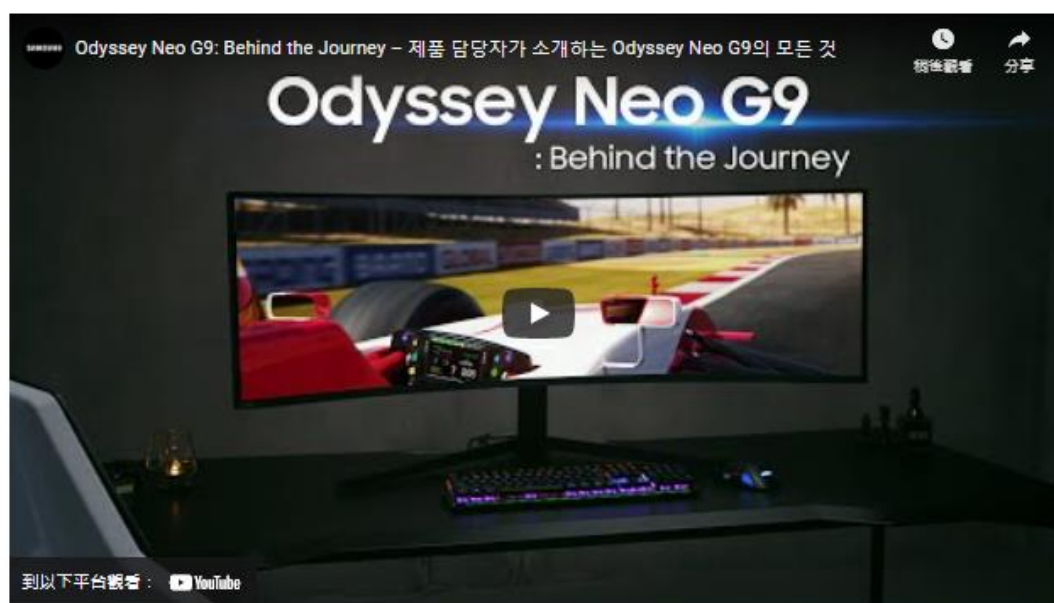 SAMSUNG
Odyssey Neo G9: Behind the Journey – 제품 담당자가 소개하는 Odyssey Neo G9의 모든 것
稍後觀看
分享
Odyssey Neo G9
: Behind the Journey
GLOBAL
到以下平台觀看：
YouTube